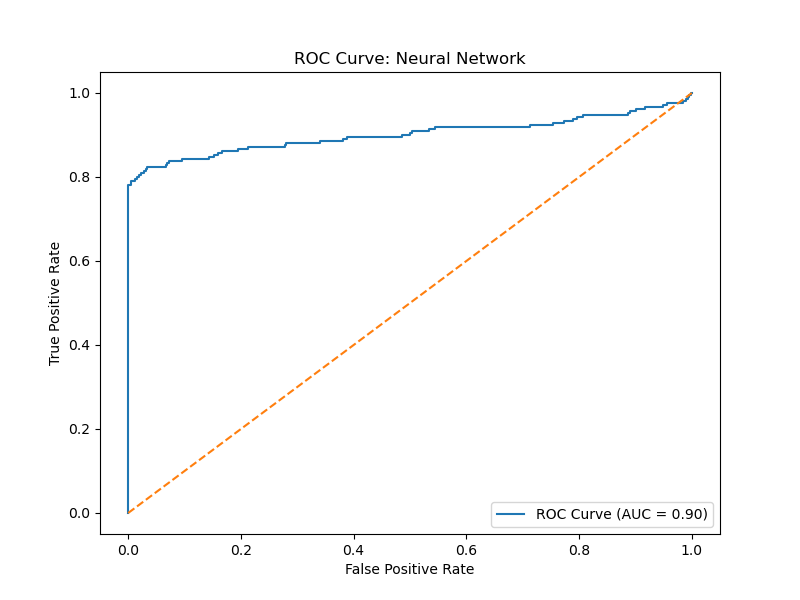 ROC Curve: Neural Network
True Positive Rate
1.0
0.8
0.6
0.4
0.2
0.0
ROC Curve (AUC = 0.90)
0.0 0.2 0.4 0.6 0.8 1.0
False Positive Rate